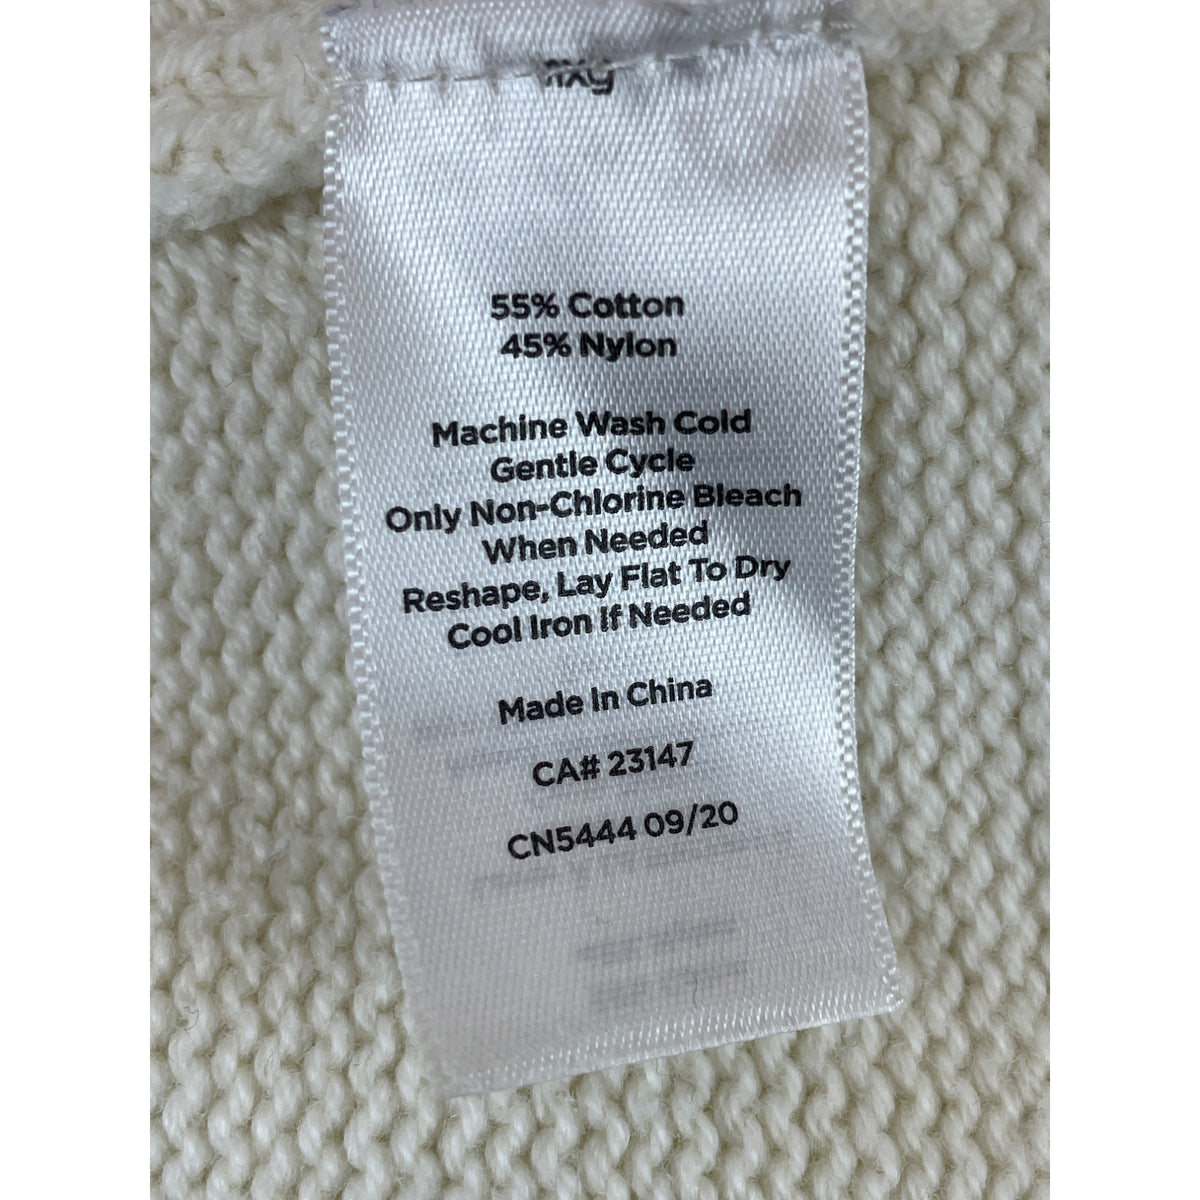 55% Cotton
45% Nylon
Machine Wash Cold
Gentle Cycle
Only Non-Chlorine Bleach
When Needed
Reshape, Lay Flat To Dry
Cool Iron If Needed
Made In China
CA# 23147
CN5444 09/20